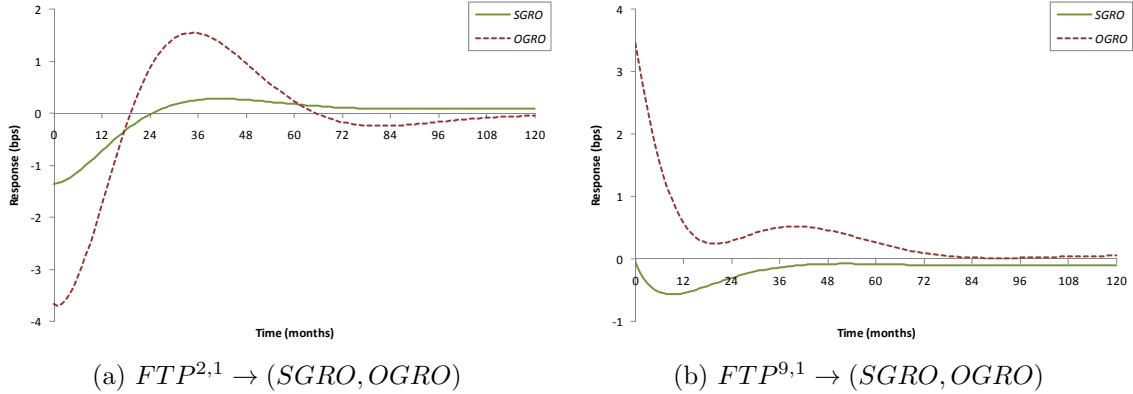 2
1
0
-1
-2
-3
-4
0 12 24 36 48 60 72 84 96 108 120
Response (bps)
Time (months)
SGRO
OGRO
(a) FTP^{2,1} → (SGRO, OGRO)
4
3
2
1
0
-1
0 12 24 36 48 60 72 84 96 108 120
Response (bps)
Time (months)
SGRO
OGRO
(b) FTP^{9,1} → (SGRO, OGRO)